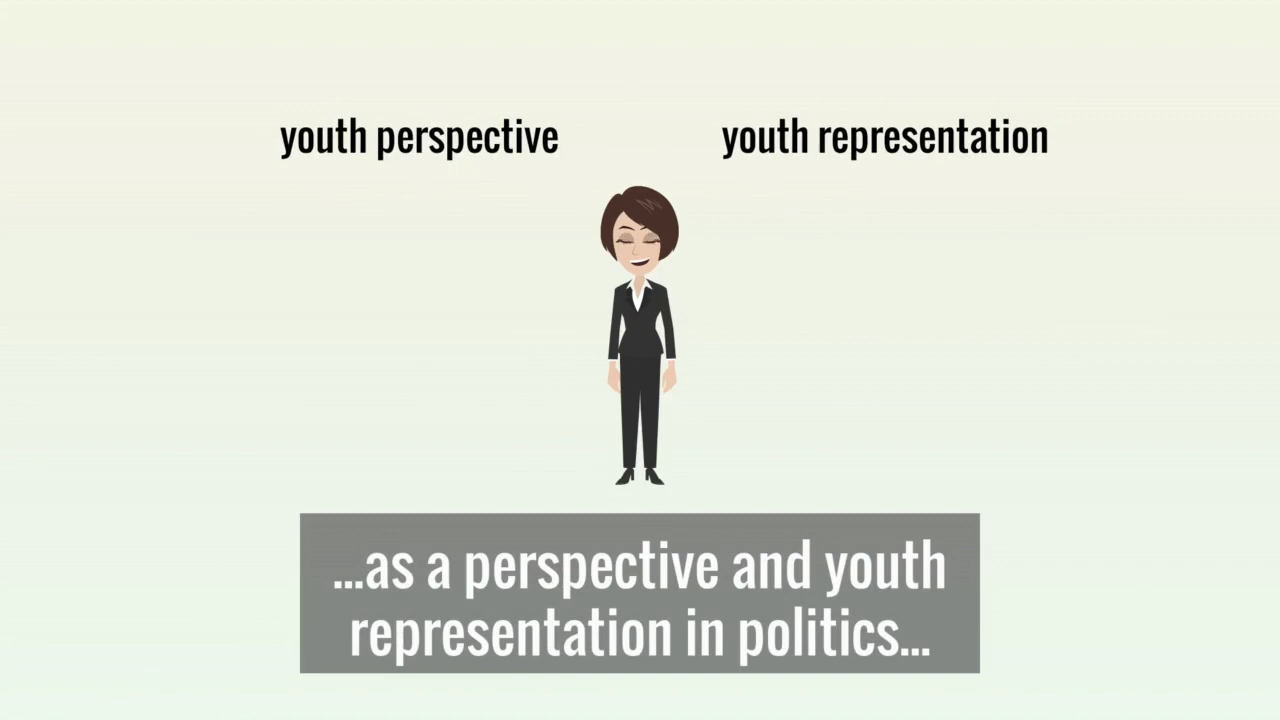 youth perspective
youth representation
...as a perspective and youth
representation in politics...